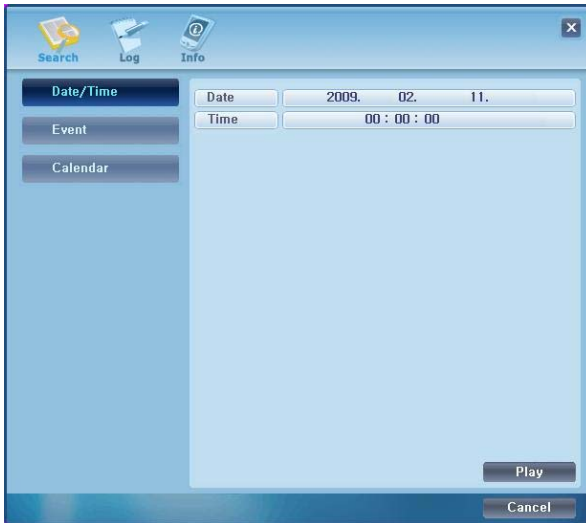 Search Log Info
Date/Time
Date 2009. 02. 11.
Time 00 : 00 : 00
Event
Calendar
Play
Cancel